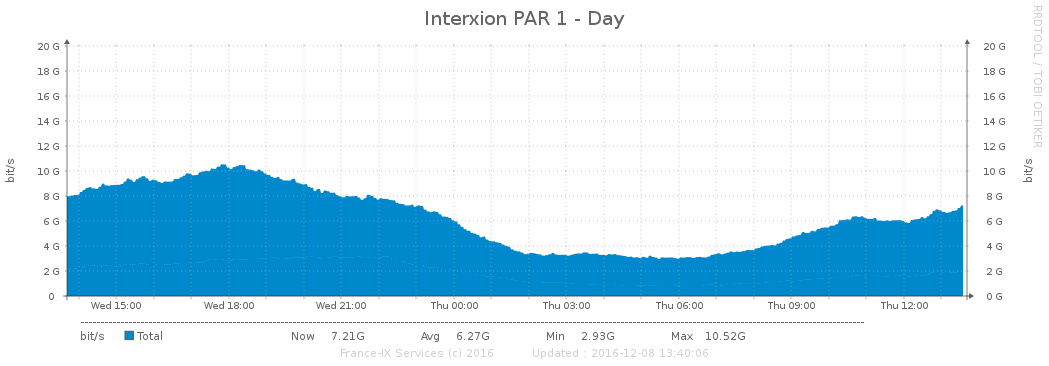 Interxion PAR 1 - Day
RRDTOOL / TOBI OETIKER
bit/s
bit/s
20 G 20 G
18 G 18 G
16 G 16 G
14 G 14 G
12 G 12 G
10 G 10 G
8 G 8 G
6 G 6 G
4 G 4 G
2 G 2 G
0 0 G
Wed 15:00 Wed 18:00 Wed 21:00 Thu 00:00 Thu 03:00 Thu 06:00 Thu 09:00 Thu 12:00
bit/s Total Now 7.21G Avg 6.27G Min 2.93G Max 10.52G
France-IX Services (c) 2016 Updated : 2016-12-08 13:40:06